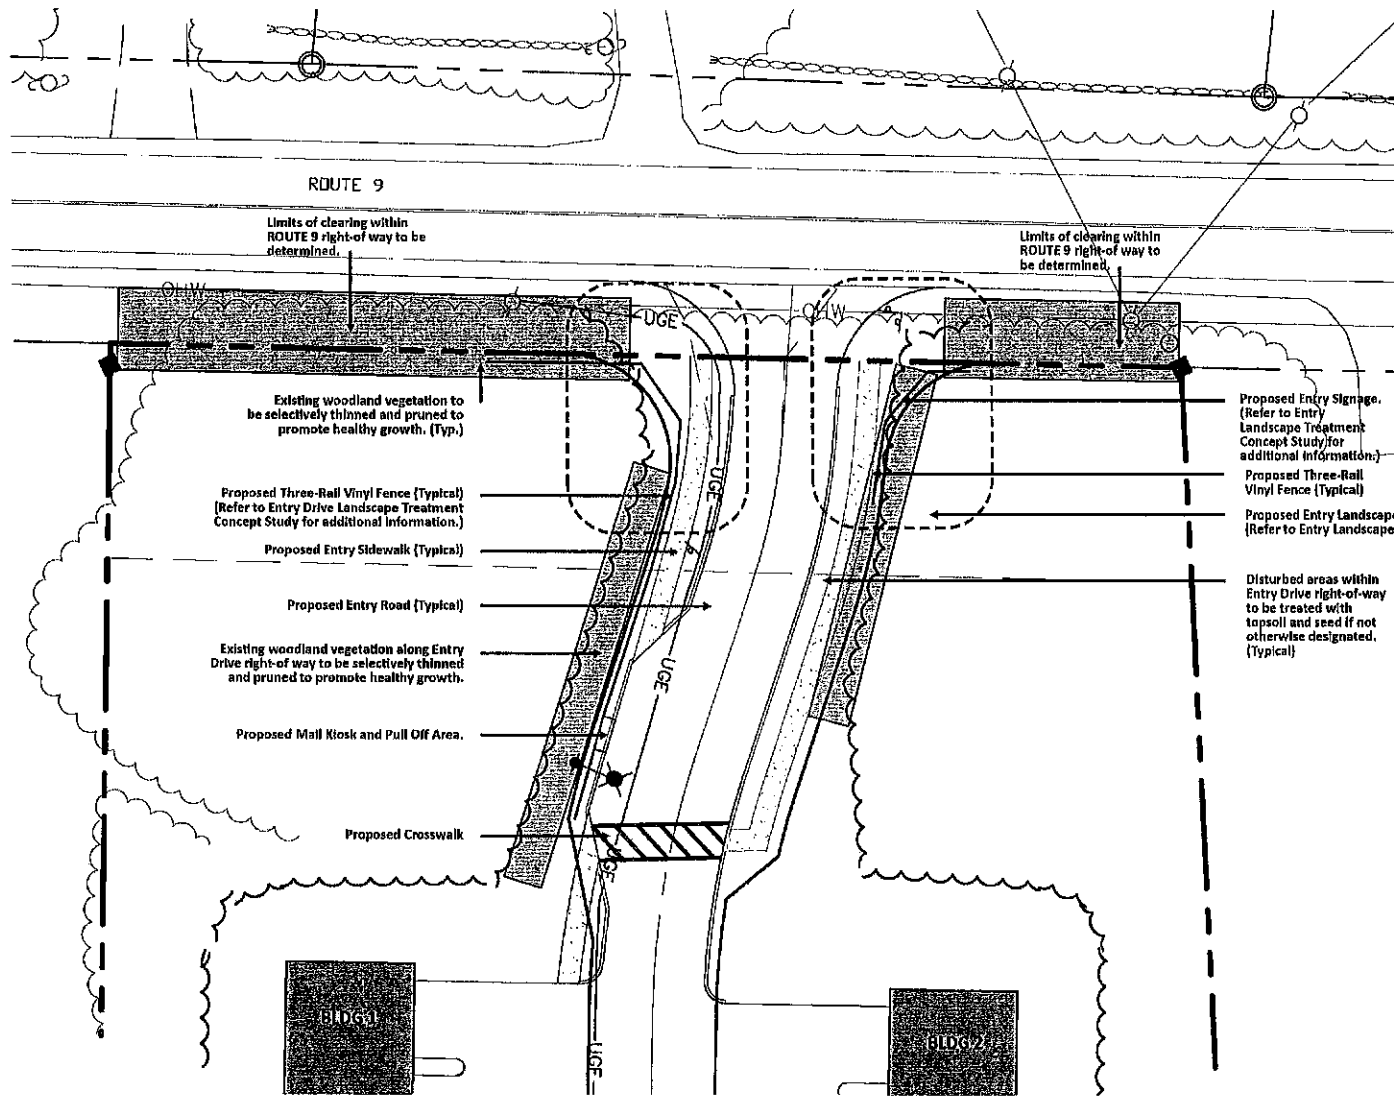 ROUTE 9
Limits of clearing within
ROUTE 9 right-of way to be
determined.
Limits of clearing within
ROUTE 9 right-of way to
be determined.
OHW
UGE
OHW
Existing woodland vegetation to
be selectively thinned and pruned to
promote healthy growth. (Typ.)
Proposed Entry Signage.
(Refer to Entry
Landscape Treatment
Concept Study for
additional information.)
Proposed Three-Rail Vinyl Fence (Typical)
(Refer to Entry Drive Landscape Treatment
Concept Study for additional information.)
UGE
Proposed Three-Rail
Vinyl Fence (Typical)
Proposed Entry Landscape
(Refer to Entry Landscape
Proposed Entry Sidewalk (Typical)
Proposed Entry Road (Typical)
Disturbed areas within
Entry Drive right-of-way
to be treated with
topsoil and seed if not
otherwise designated.
(Typical)
Existing woodland vegetation along Entry
Drive right-of way to be selectively thinned
and pruned to promote healthy growth.
UGE
Proposed Mail Kiosk and Pull Off Area.
Proposed Crosswalk
UGE
BLDG 1
BLDG 2
UGE